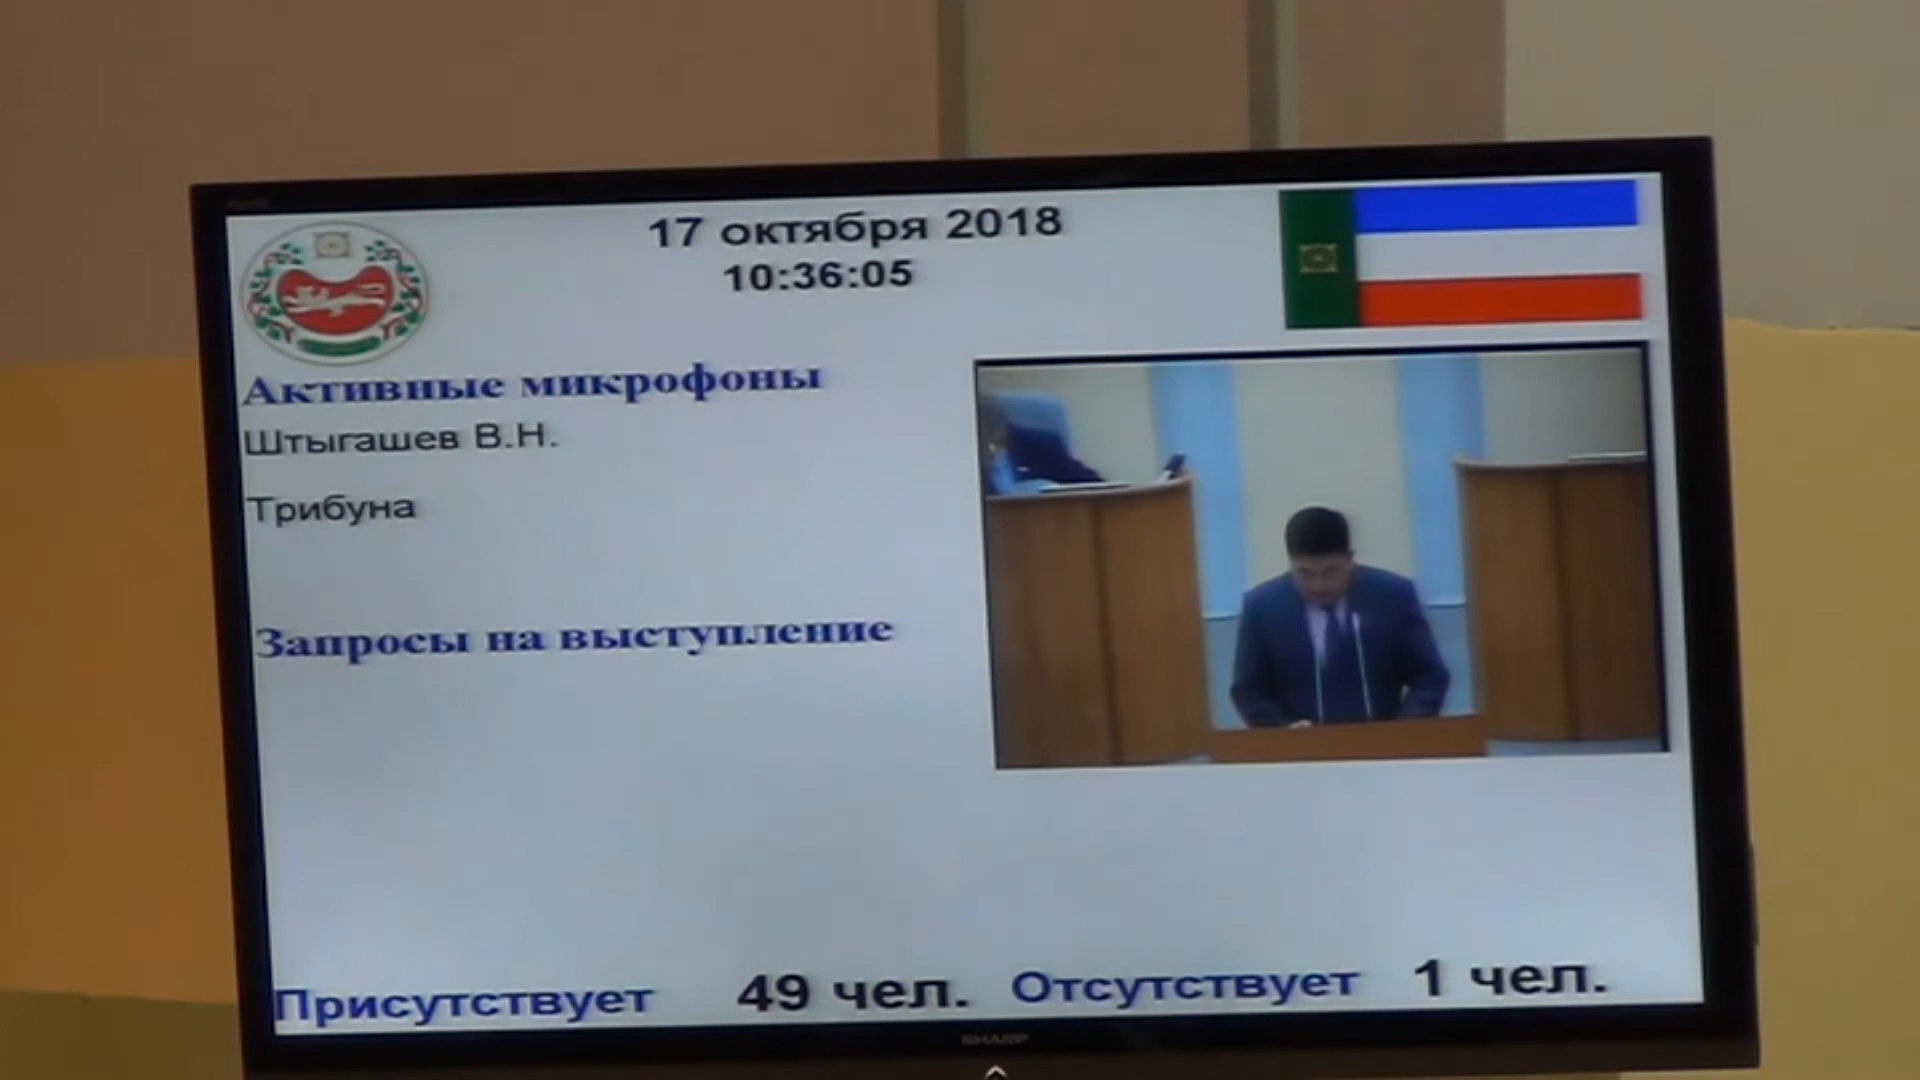 17 октября 2018
10:36:05
Активные микрофоны
Штыгашев В.Н.
Трибуна
Запросы на выступление
Присутствует 49 чел. Отсутствует 1 чел.
SHARP